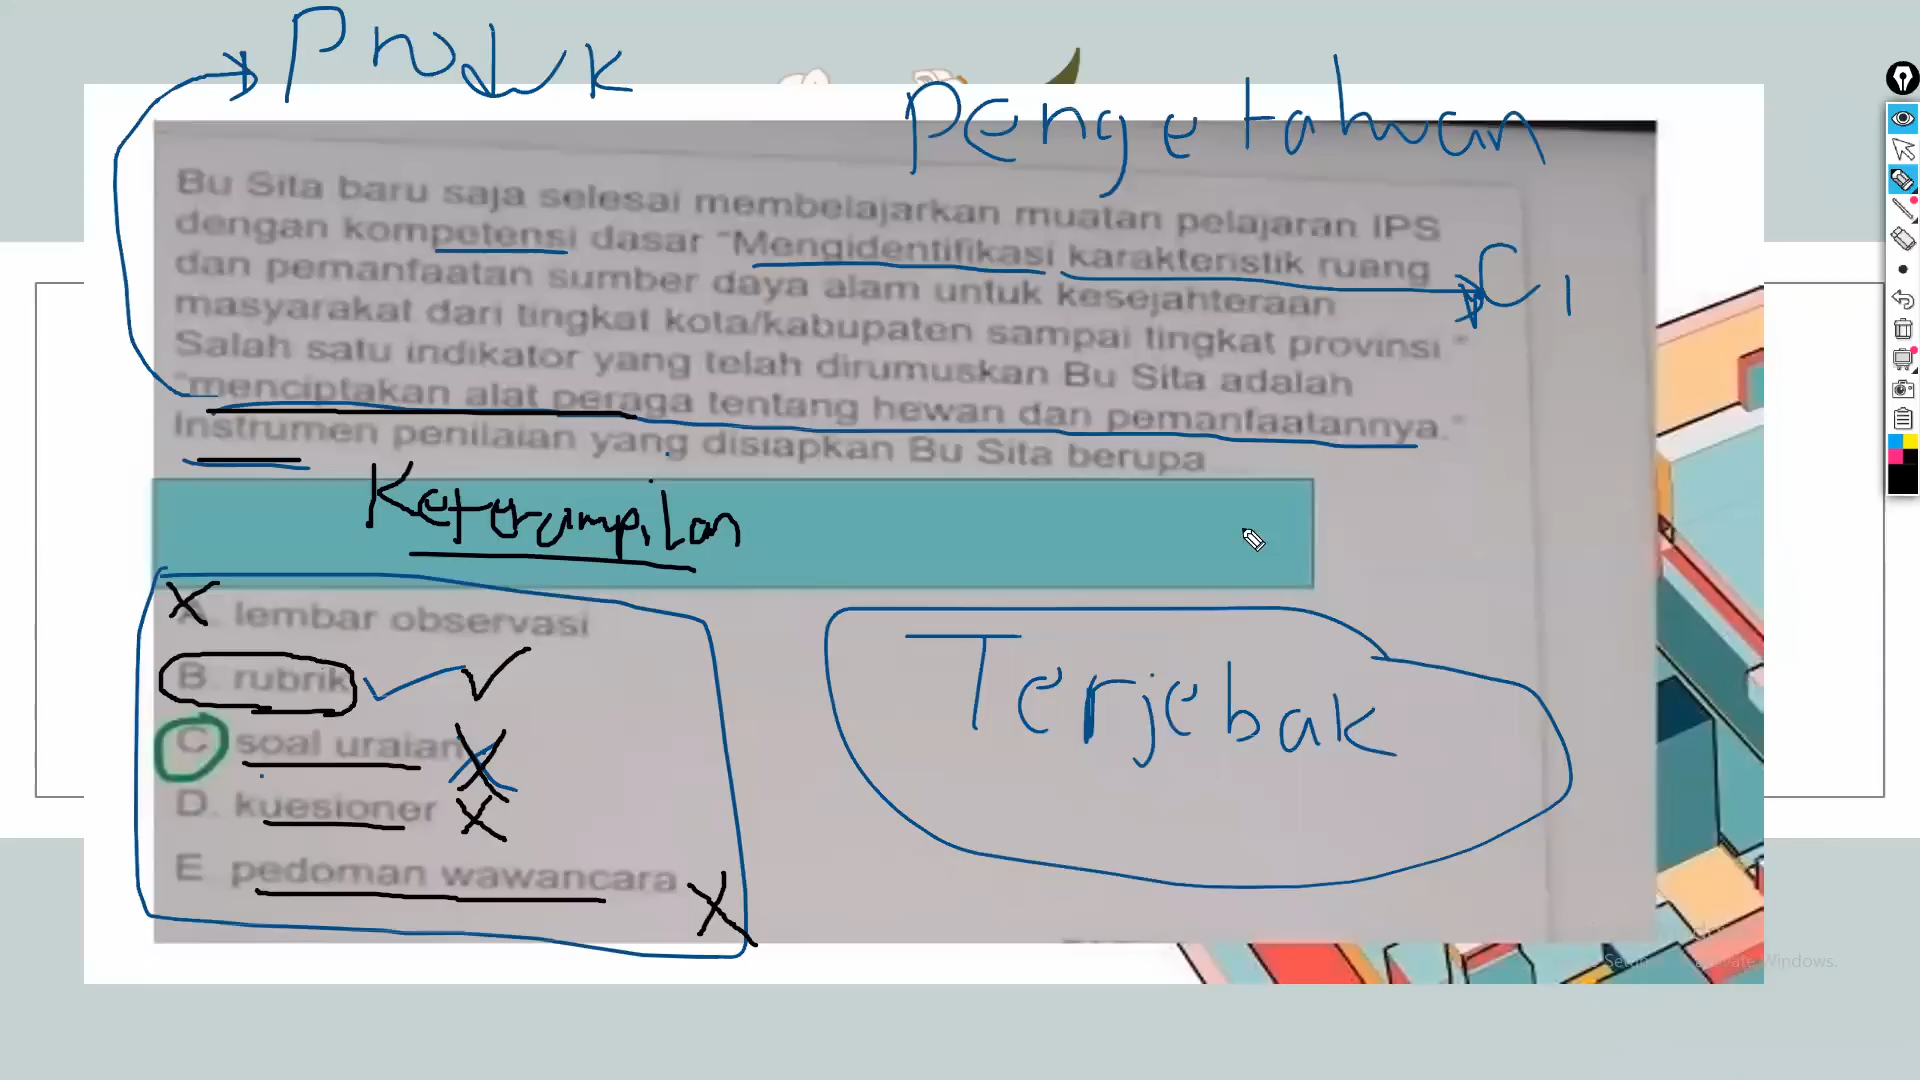 Produk
Pengetahuan
Bu Sita baru saja selesai membelajarkan muatan pelajaran IPS
dengan kompetensi dasar "Mengidentifikasi karakteristik ruang
C1
dan pemanfaatan sumber daya alam untuk kesejahteraan
masyarakat dari tingkat kota/kabupaten sampai tingkat provinsi."
Salah satu indikator yang telah dirumuskan Bu Sita adalah
"menciptakan alat peraga tentang hewan dan pemanfaatannya."
Instrumen penilaian yang disiapkan Bu Sita berupa
Keterampilan
A. lembar observasi
B. rubrik
C. soal uraian
D. kuesioner
E. pedoman wawancara
Terjebak
Windows.